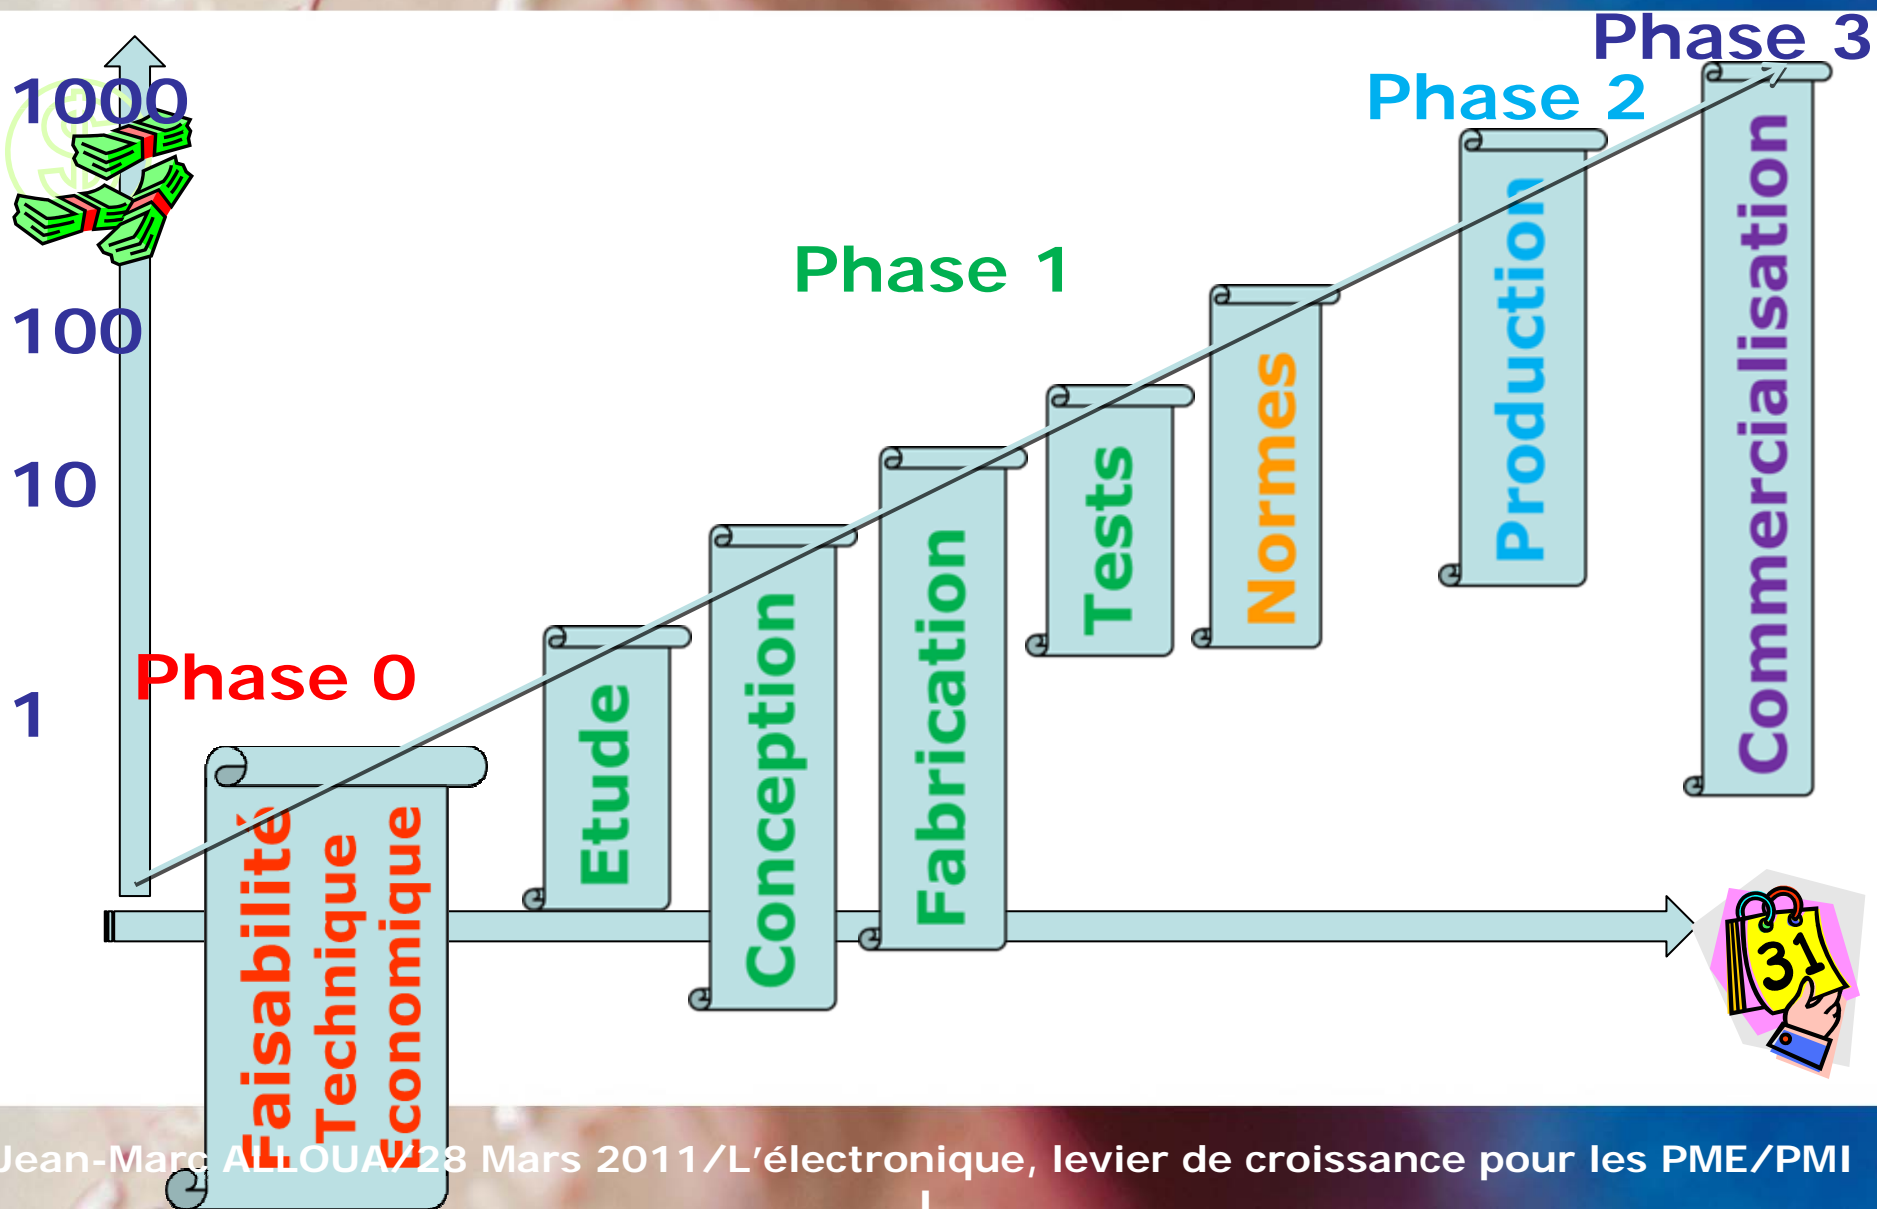 Phase 3
1000
Phase 2
100
Phase 1
10
Phase 0
1
Faisabilité
Technique
Economique
Etude
Conception
Fabrication
Tests
Normes
Production
Commercialisation
31
Jean-Marc ALLOUA/28 Mars 2011/L’électronique, levier de croissance pour les PME/PMI